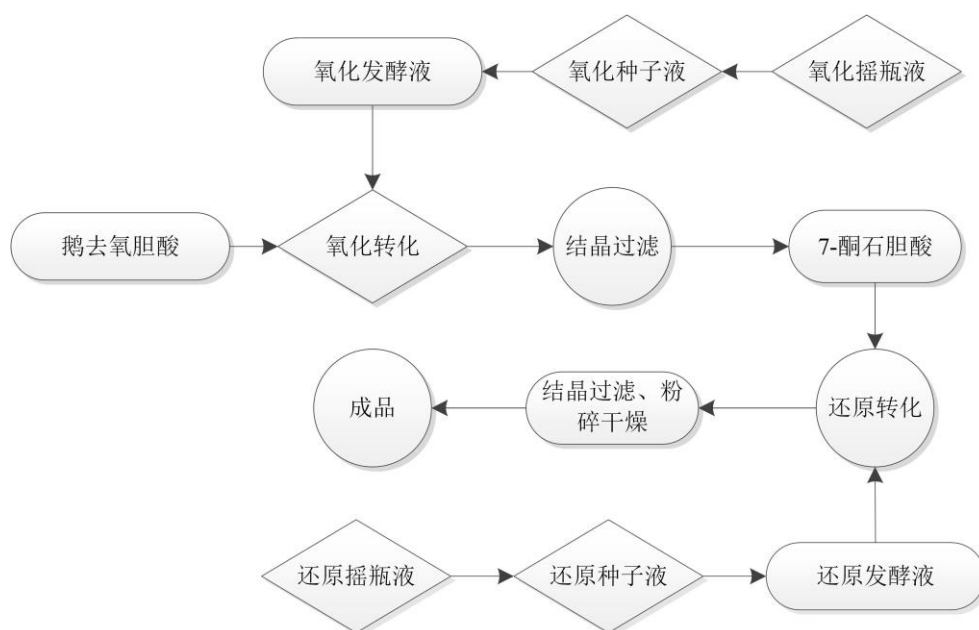 氧化发酵液
氧化种子液
氧化摇瓶液
鹅去氧胆酸
氧化转化
结晶过滤
7-酮石胆酸
成品
结晶过滤、粉
碎干燥
还原转化
还原摇瓶液
还原种子液
还原发酵液